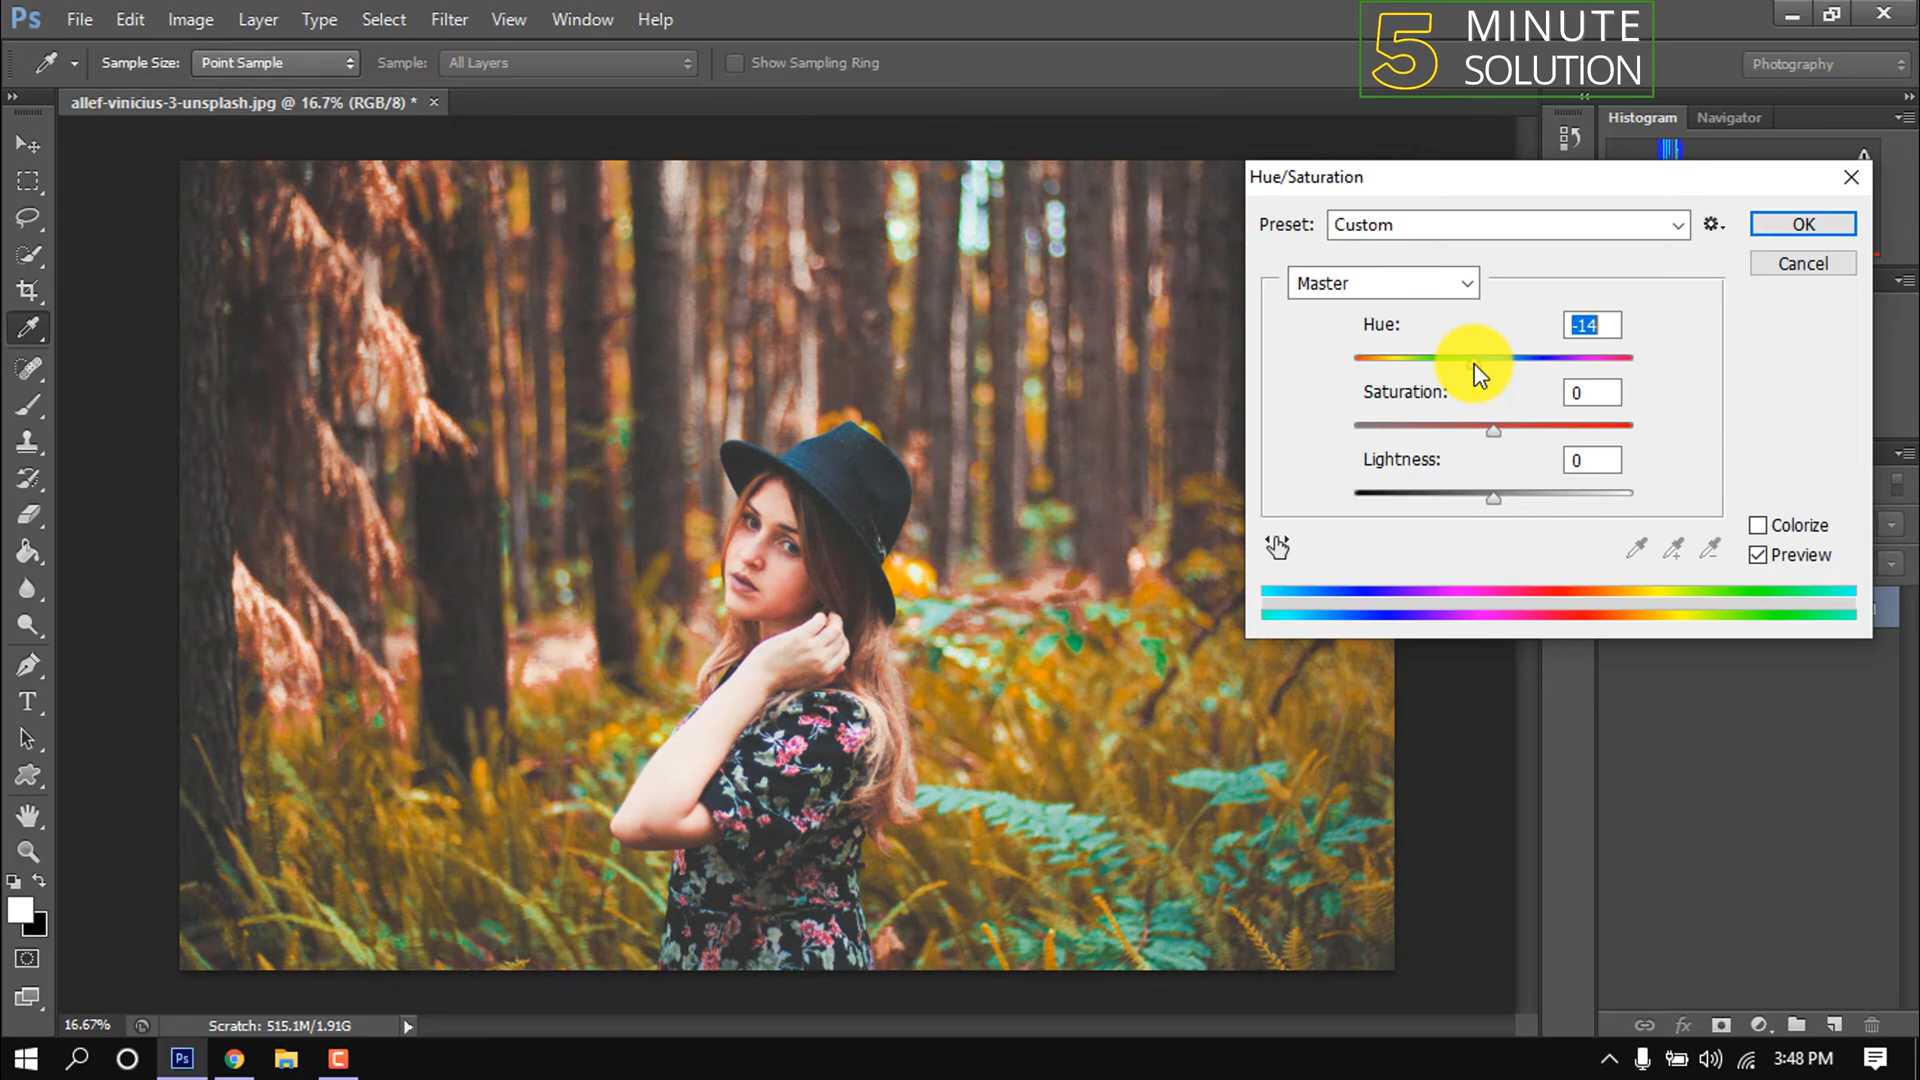 Ps File Edit Image Layer Type Select Filter View Window Help
5 MINUTE
SOLUTION
Sample Size: Point Sample Sample: All Layers Show Sampling Ring Photography
allef-vinicius-3-unsplash.jpg @ 16.7% (RGB/8) *
Histogram Navigator
Hue/Saturation
Preset: Custom OK
Cancel
Master
Hue: -14
Saturation: 0
Lightness: 0
Colorize
Preview
T
16.67% Scratch: 515.1M/1.91G
fx
Ps 3:48 PM